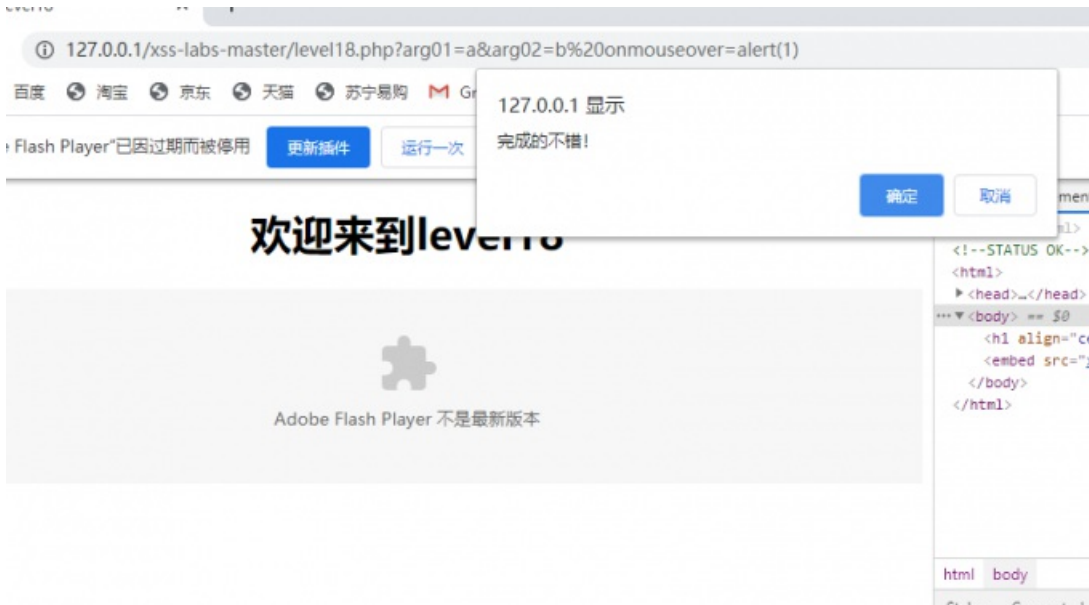 127.0.0.1/xss-labs-master/level18.php?arg01=a&arg02=b%20onmouseover=alert(1)
百度 淘宝 京东 天猫 苏宁易购
127.0.0.1 显示
完成的不错!
确定 取消
Flash Player"已因过期而被停用 更新插件 运行一次
欢迎来到level18
Adobe Flash Player 不是最新版本
<!--STATUS OK-->
<html>
▶<head>…</head>
…▼<body> == $0
<h1 align="
<embed src="
</body>
</html>
html body